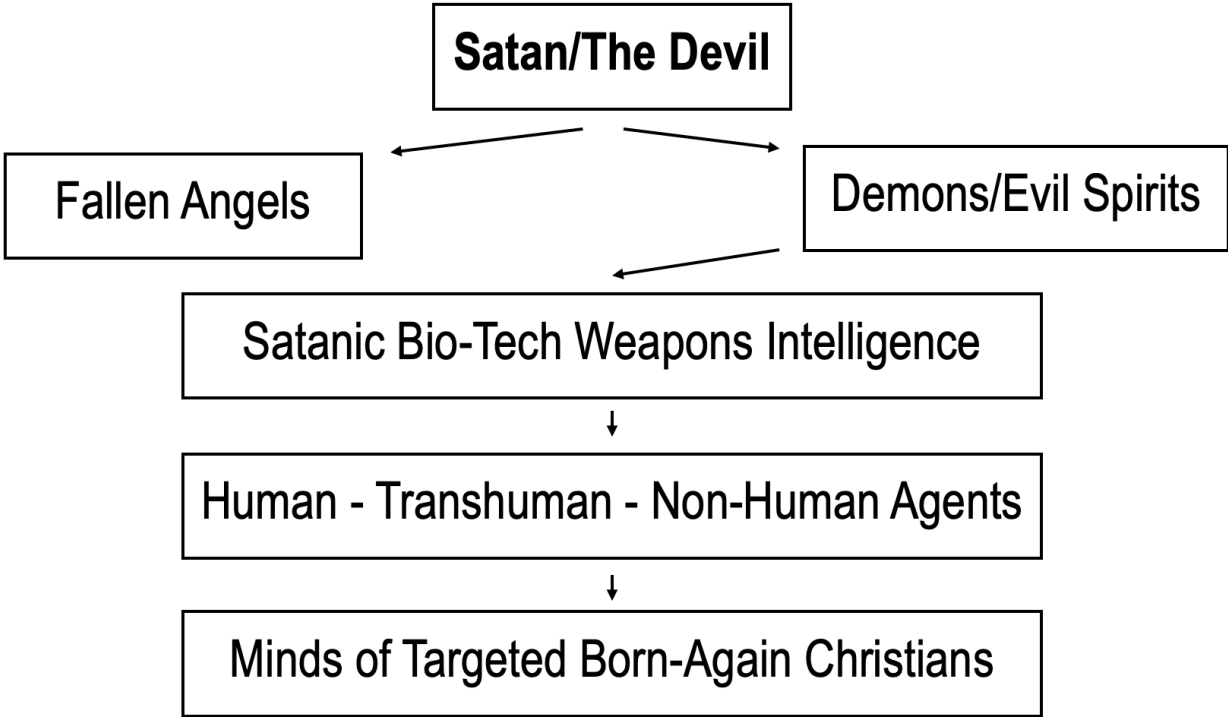 Satan/The Devil
Fallen Angels
Demons/Evil Spirits
Satanic Bio-Tech Weapons Intelligence
Human - Transhuman - Non-Human Agents
Minds of Targeted Born-Again Christians